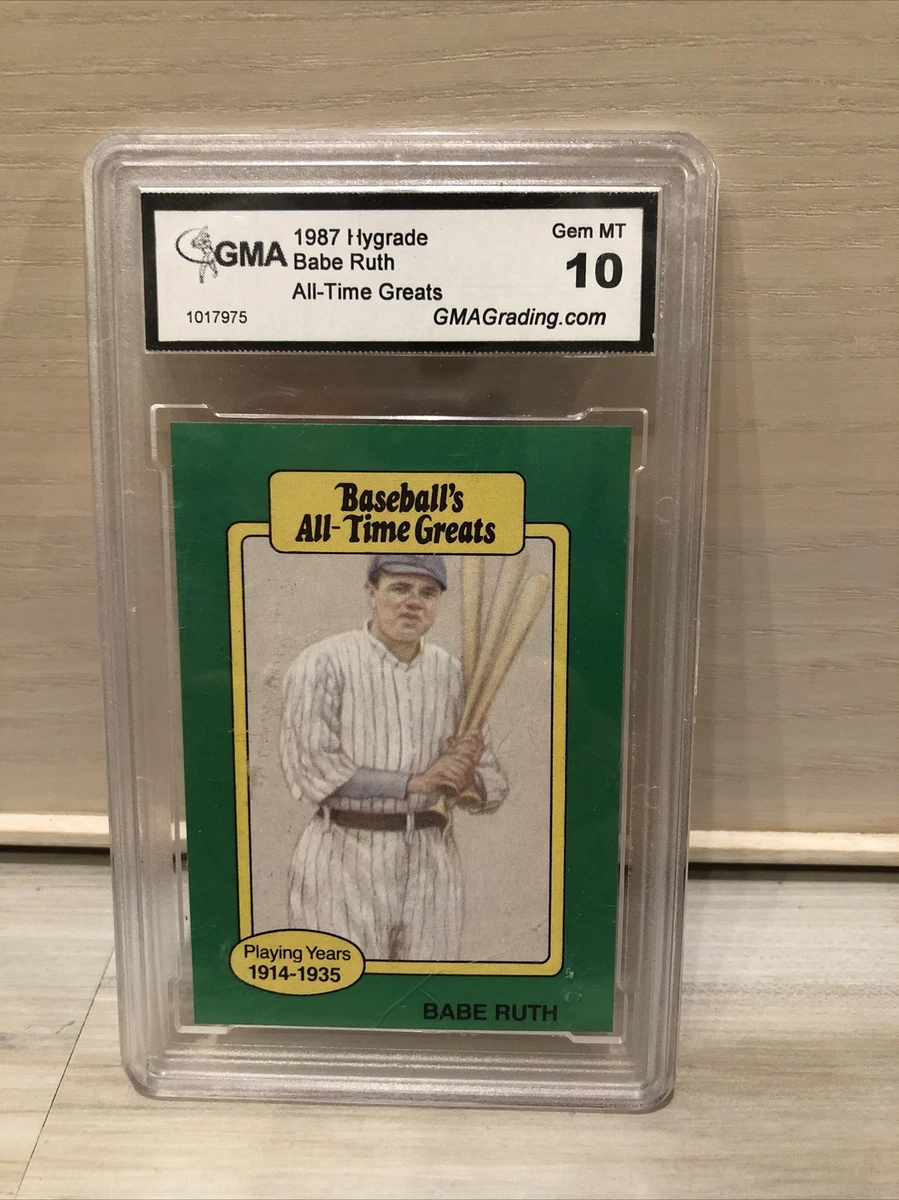 GMA
1987 Hygrade
Babe Ruth
All-Time Greats
Gem MT
10
1017975
GMAGrading.com
Baseball's
All-Time Greats
Playing Years
1914-1935
BABE RUTH